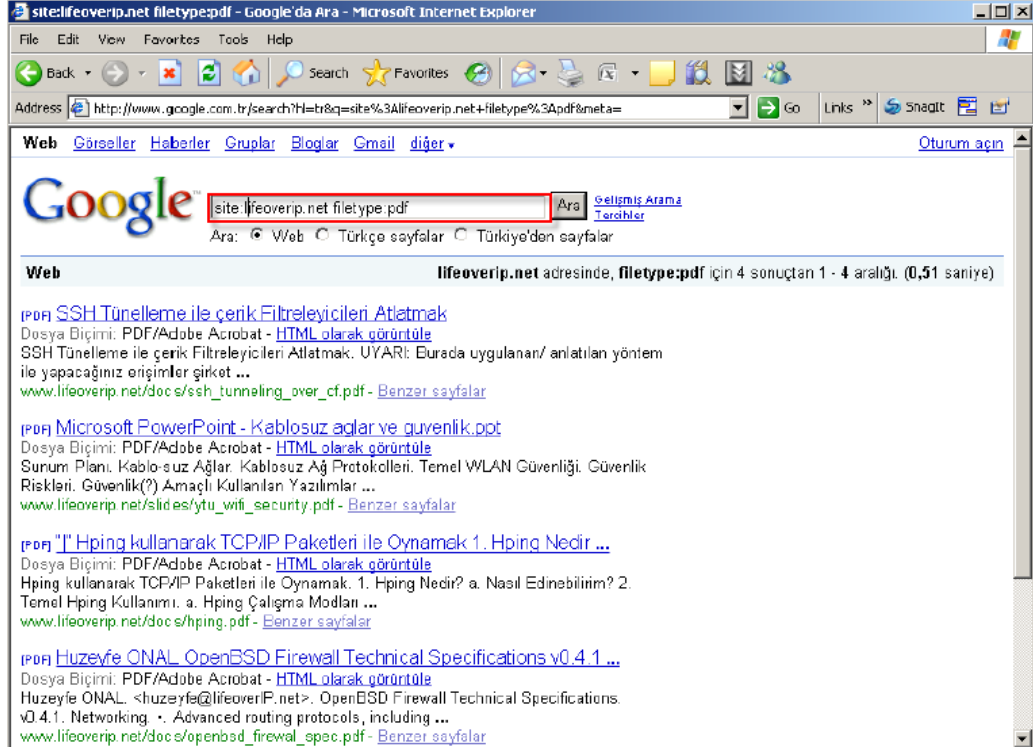 site:lifeoverip.net filetype:pdf - Google'da Ara - Microsoft Internet Explorer
File Edit View Favorites Tools Help
Back Search Favorites
Address http://www.google.com.tr/search?hl=tr&q=site%3Alifeoverip.net+filetype%3Apdf&meta= Go Links » SnagIt
Web Görseller Haberler Gruplar Bloglar Gmail diğer Oturum açın
Google™ site:lifeoverip.net filetype:pdf Ara Gelişmiş Arama
Tercihler
Ara: Web Türkçe sayfalar Türkiye'den sayfalar
Web lifeoverip.net adresinde, filetype:pdf için 4 sonuçtan 1 - 4 aralığı. (0,51 saniye)
[PDF] SSH Tünelleme ile çerik Filtreleyicileri Atlatmak
Dosya Biçimi: PDF/Adobe Acrobat - HTML olarak görüntüle
SSH Tünelleme ile çerik Filtreleyicileri Atlatmak. UYARI: Burada uygulanan/ anlatılan yöntem
ile yapacağınız erişimler şirket ...
www.lifeoverip.net/docs/ssh_tunneling_over_cf.pdf - Benzer sayfalar
[PDF] Microsoft PowerPoint - Kablosuz aglar ve guvenlik.ppt
Dosya Biçimi: PDF/Adobe Acrobat - HTML olarak görüntüle
Sunum Planı. Kablo-suz Ağlar. Kablosuz Ağ Protokolleri. Temel WLAN Güvenliği. Güvenlik
Riskleri. Güvenlik(?) Amaçlı Kullanılan Yazılımlar ...
www.lifeoverip.net/slides/ytu_wifi_security.pdf - Benzer sayfalar
[PDF] "|" Hping kullanarak TCP/IP Paketleri ile Oynamak 1. Hping Nedir ...
Dosya Biçimi: PDF/Adobe Acrobat - HTML olarak görüntüle
Hping kullanarak TCP/IP Paketleri ile Oynamak. 1. Hping Nedir? a. Nasıl Edinebilirim? 2.
Temel Hping Kullanımı. a. Hping Çalışma Modları ...
www.lifeoverip.net/docs/hping.pdf - Benzer sayfalar
[PDF] Huzeyfe ONAL OpenBSD Firewall Technical Specifications v0.4.1 ...
Dosya Biçimi: PDF/Adobe Acrobat - HTML olarak görüntüle
Huzeyfe ONAL. <huzeyfe@lifeoverIP.net>. OpenBSD Firewall Technical Specifications.
v0.4.1. Networking. •. Advanced routing protocols, including ...
www.lifeoverip.net/docs/openbsd_firewal_spec.pdf - Benzer sayfalar